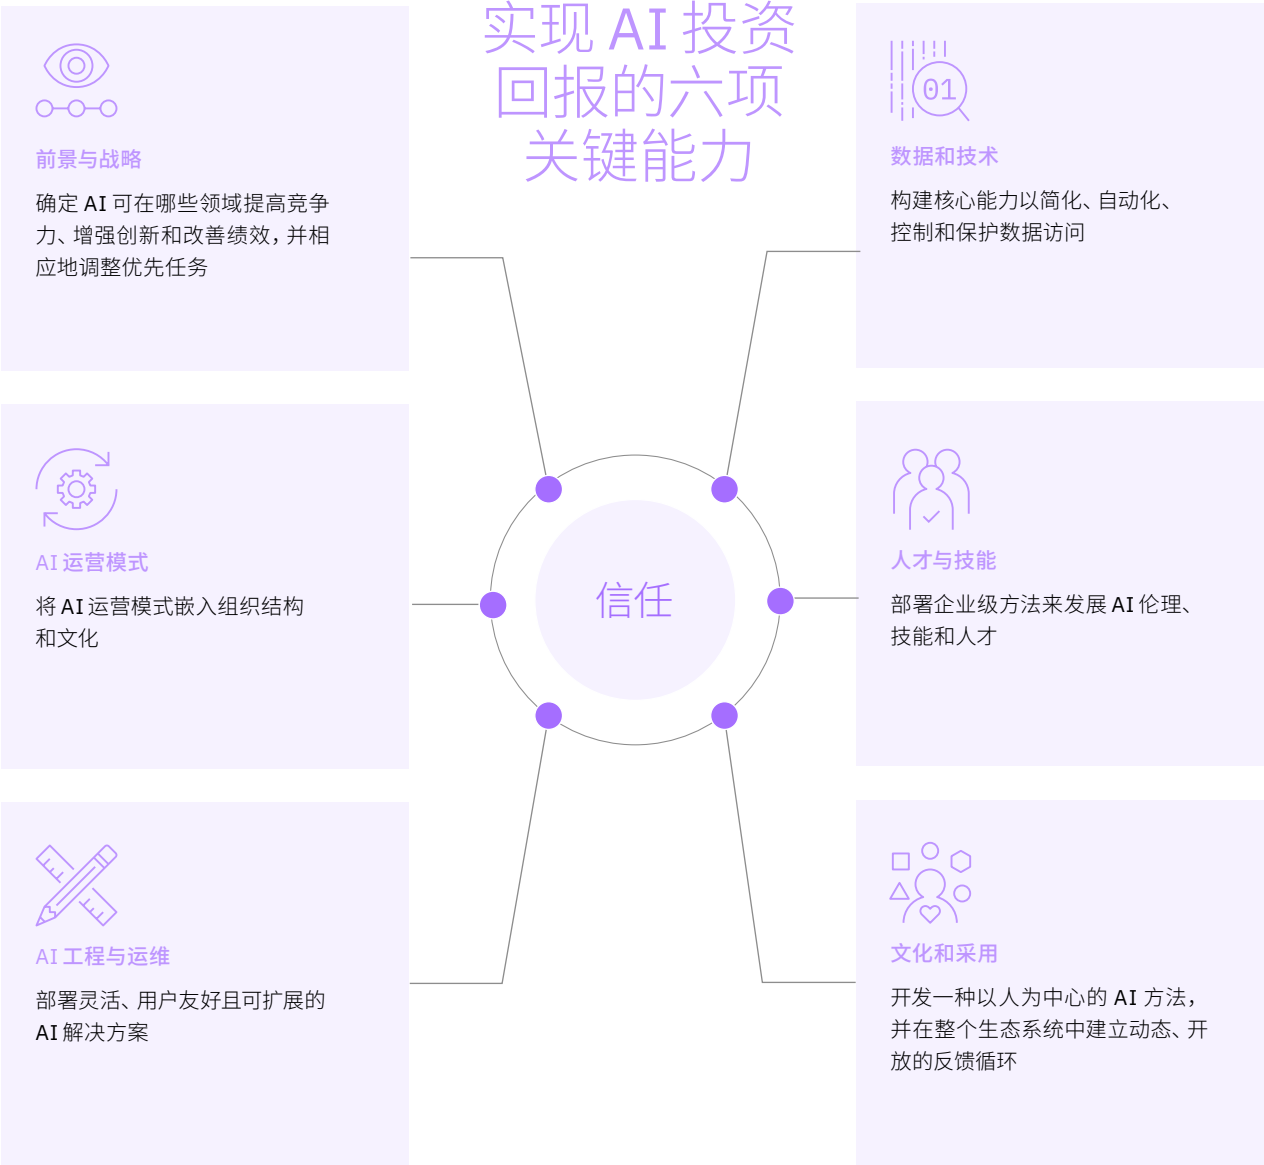 实现 AI 投资
回报的六项
关键能力
前景与战略
确定 AI 可在哪些领域提高竞争
力、增强创新和改善绩效，并相
应地调整优先任务
01
数据和技术
构建核心能力以简化、自动化、
控制和保护数据访问
AI 运营模式
将 AI 运营模式嵌入组织结构
和文化
信任
人才与技能
部署企业级方法来发展 AI 伦理、
技能和人才
AI 工程与运维
部署灵活、用户友好且可扩展的
AI 解决方案
文化和采用
开发一种以人为中心的 AI 方法，
并在整个生态系统中建立动态、开
放的反馈循环